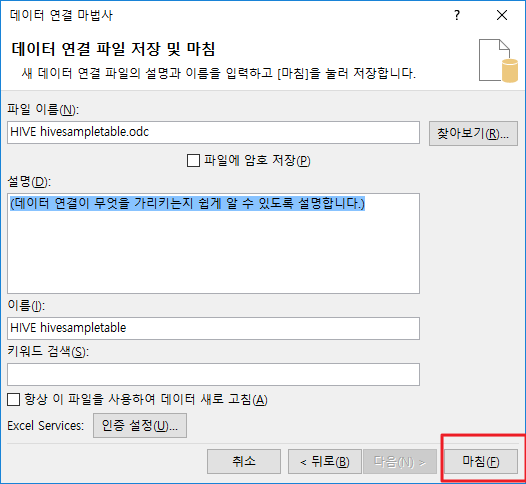 데이터 연결 마법사
?
데이터 연결 파일 저장 및 마침
새 데이터 연결 파일의 설명과 이름을 입력하고 [마침]을 눌러 저장합니다.
파일 이름(N):
HIVE hivesampletable.odc
찾아보기(R)...
파일에 암호 저장(P)
설명(D):
(데이터 연결이 무엇을 가리키는지 쉽게 알 수 있도록 설명합니다.)
이름(I):
HIVE hivesampletable
키워드 검색(S):
항상 이 파일을 사용하여 데이터 새로 고침(A)
Excel Services: 인증 설정(U)...
취소 < 뒤로(B) 다음(N) > 마침(F)